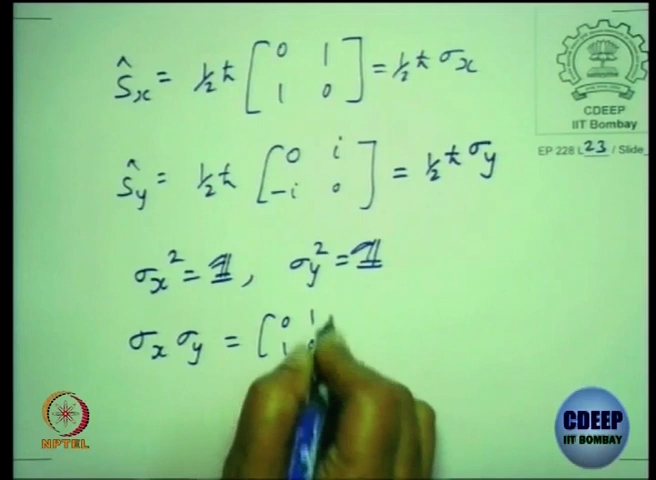 Ŝx = ½ħ [0 1; 1 0] = ½ħ σx
CDEEP
IIT Bombay
EP 228 L 23 / Slide
Ŝy = ½ħ [0 i; -i 0] = ½ħ σy
σx² = 𝟙, σy² = 𝟙
σx σy = [0 1; 1 0
NPTEL
CDEEP
IIT BOMBAY